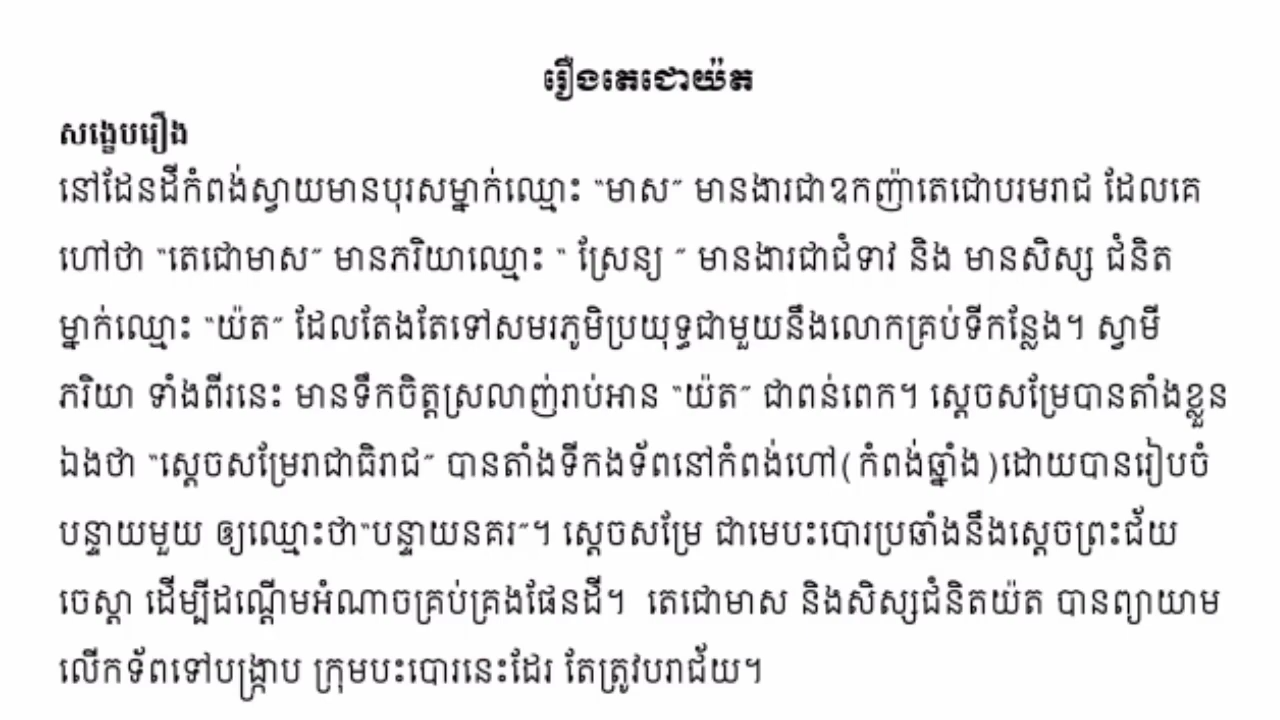 រឿងតេជោយ៉ត
សង្ខេបរឿង
នៅដែនដីកំពង់ស្វាយមានបុរសម្នាក់ឈ្មោះ “មាស” មានងារជាឧកញ៉ាតេជោបរមរាជ ដែលគេ
ហៅថា “តេជោមាស” មានភរិយាឈ្មោះ “ ស្រែន្យ ” មានងារជាជំទាវ និង មានសិស្ស ជំនិត
ម្នាក់ឈ្មោះ “យ៉ត” ដែលតែងតែទៅសមរភូមិប្រយុទ្ធជាមួយនឹងលោកគ្រប់ទីកន្លែង។ ស្វាមី
ភរិយា ទាំងពីរនេះ មានទឹកចិត្តស្រលាញ់រាប់អាន “យ៉ត” ជាពន់ពេក។ ស្តេចសម្រែបានតាំងខ្លួន
ឯងថា “ស្តេចសម្រែរាជាធិរាជ” បានតាំងទីកងទ័ពនៅកំពង់ហៅ(កំពង់ឆ្នាំង)ដោយបានរៀបចំ
បន្ទាយមួយ ឲ្យឈ្មោះថា“បន្ទាយនគរ”។ ស្តេចសម្រែ ជាមេបះបោរប្រឆាំងនឹងស្តេចព្រះជ័យ
ចេស្តា ដើម្បីដណ្តើមអំណាចគ្រប់គ្រងផែនដី។ តេជោមាស និងសិស្សជំនិតយ៉ត បានព្យាយាម
លើកទ័ពទៅបង្ក្រាប ក្រុមបះបោរនេះដែរ តែត្រូវបរាជ័យ។